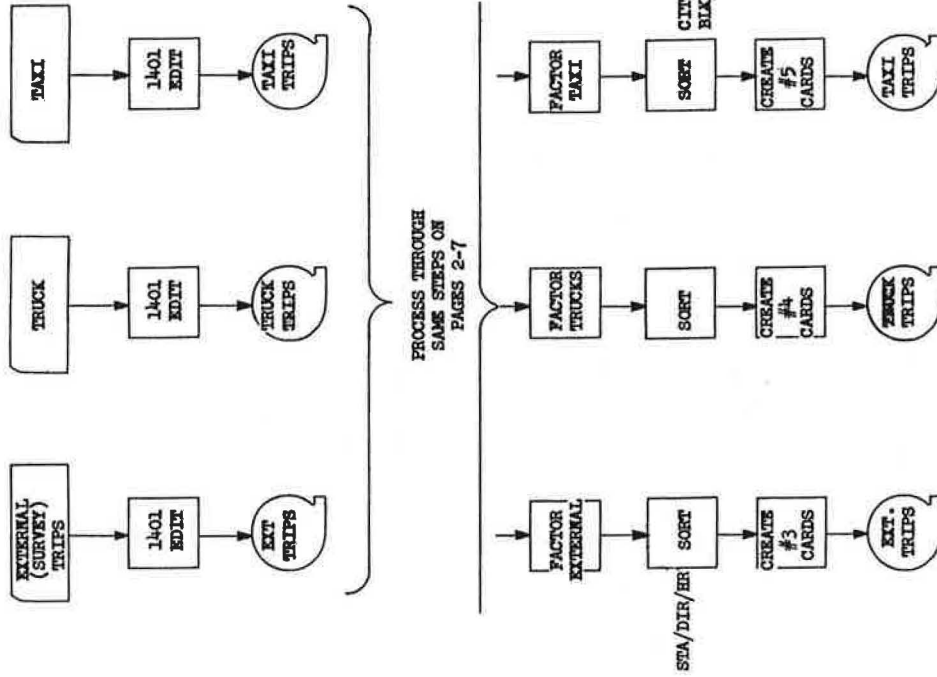 EXTERNAL
(SURVEY)
TRIPS
TRUCK
TAXI
1401
EDIT
1401
EDIT
1401
EDIT
EXT
TRIPS
TRUCK
TRIPS
TAXI
TRIPS
PROCESS THROUGH
SAME STEPS ON
PAGES 2-7
FACTOR
EXTERNAL
FACTOR
TRUCKS
FACTOR
TAXI
STA/DIR/HR
SORT
SORT
SORT
CREATE
#3
CARDS
CREATE
#4
CARDS
CREATE
#5
CARDS
EXT.
TRIPS
TRUCK
TRIPS
TAXI
TRIPS